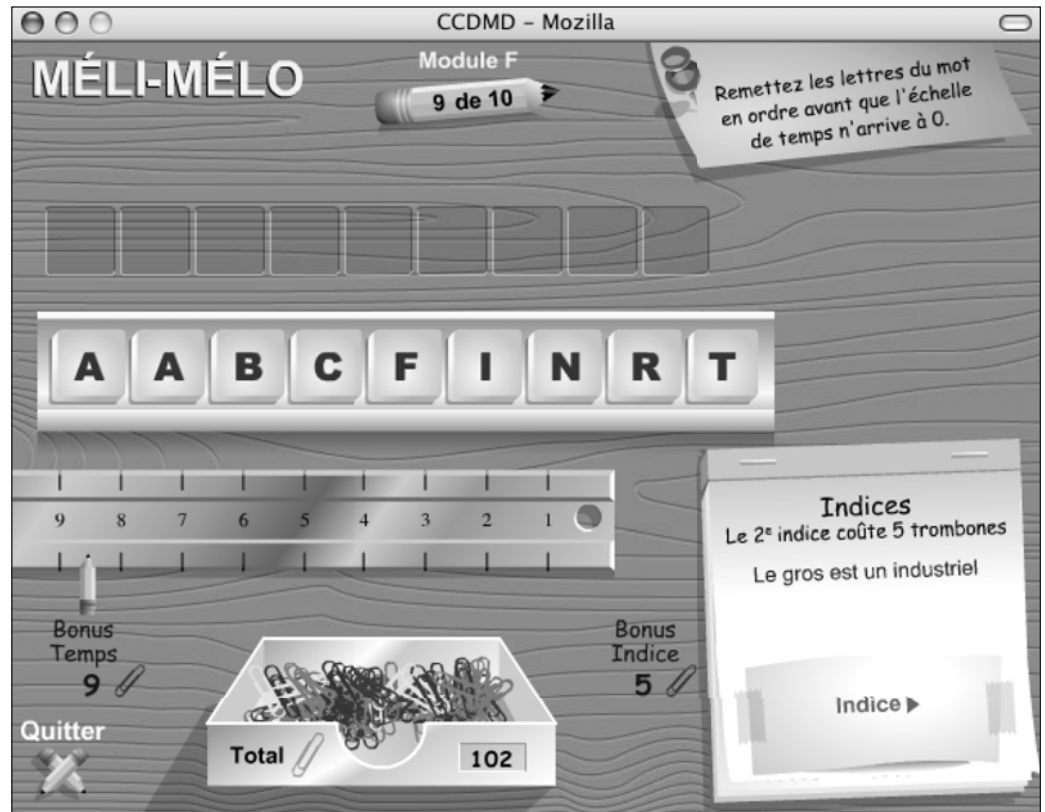 CCDMD – Mozilla
MÉLI-MÉLO
Module F
9 de 10
Remettez les lettres du mot
en ordre avant que l'échelle
de temps n'arrive à 0.
A A B C F I N R T
9 8 7 6 5 4 3 2 1
Indices
Le 2e indice coûte 5 trombones
Le gros est un industriel
Indice
Bonus
Temps
9
Bonus
Indice
5
Quitter
Total
102